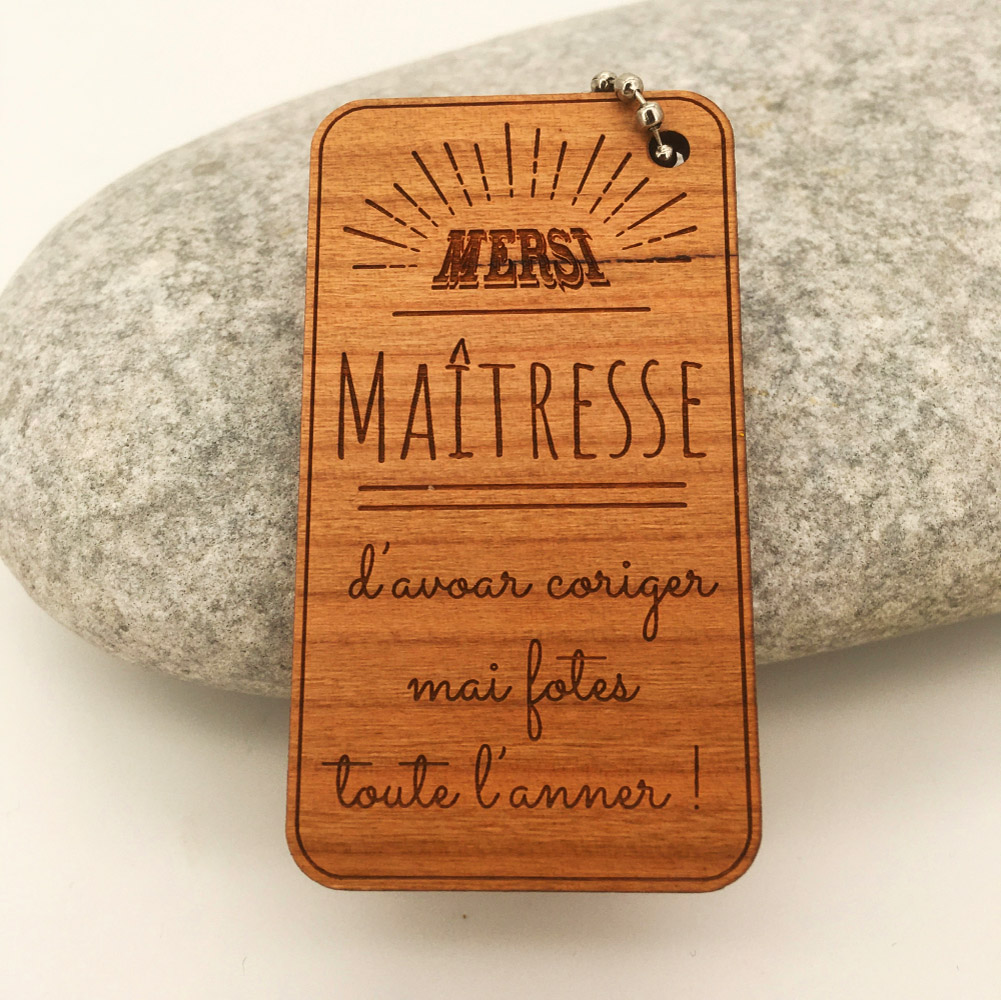 MERSI
MAÎTRESSE
d'avoar coriger
mai fotes
toute l'anner !